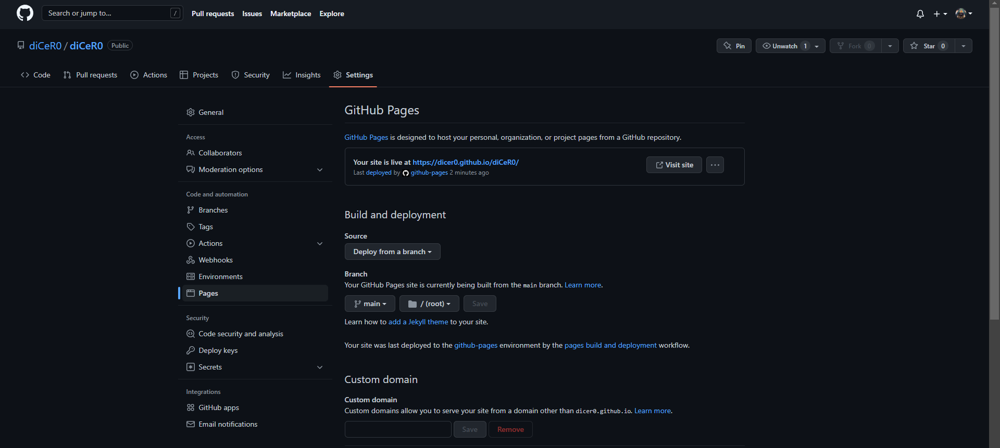 Search or jump to... /
Pull requests Issues Marketplace Explore
diCeR0 / diCeR0 Public
Pin Unwatch 1 Fork 0 Star 0
Code Pull requests Actions Projects Security Insights Settings
General
Access
Collaborators
Moderation options
Code and automation
Branches
Tags
Actions
Webhooks
Environments
Pages
Security
Code security and analysis
Deploy keys
Secrets
Integrations
GitHub apps
Email notifications
GitHub Pages
GitHub Pages is designed to host your personal, organization, or project pages from a GitHub repository.
Your site is live at https://dicer0.github.io/diCeR0/
Last deployed by github-pages 2 minutes ago
Visit site ...
Build and deployment
Source
Deploy from a branch
Branch
Your GitHub Pages site is currently being built from the main branch. Learn more.
main / (root) Save
Learn how to add a Jekyll theme to your site.
Your site was last deployed to the github-pages environment by the pages build and deployment workflow.
Custom domain
Custom domain
Custom domains allow you to serve your site from a domain other than dicer0.github.io. Learn more.
Save Remove